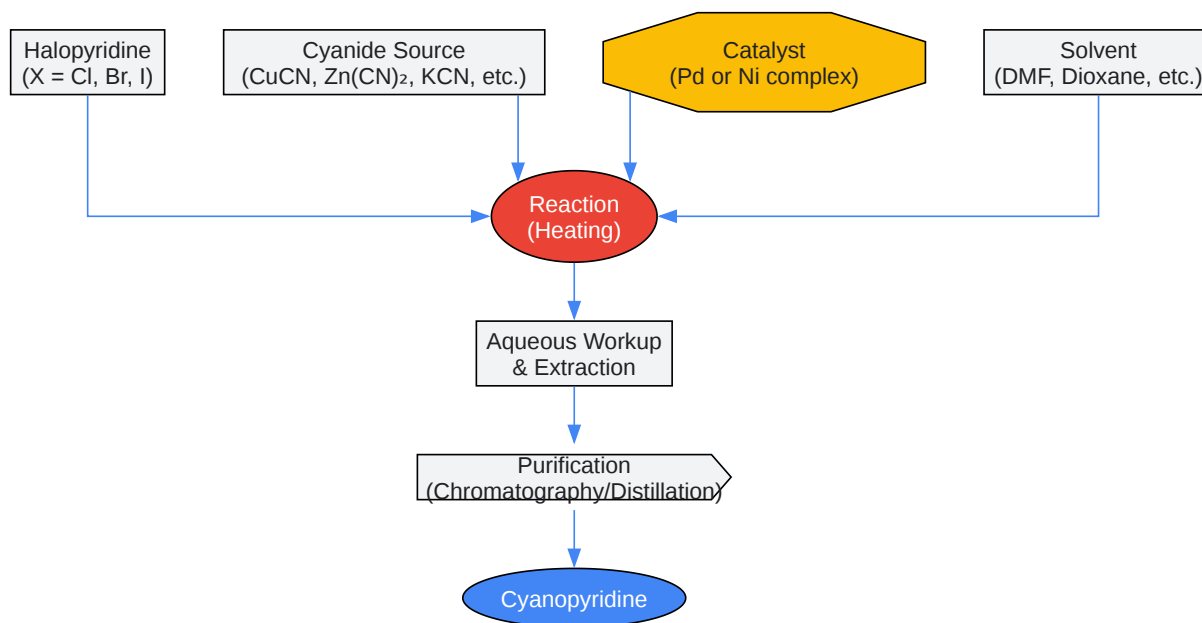 Halopyridine
(X = Cl, Br, I)
Cyanide Source
(CuCN, Zn(CN)₂, KCN, etc.)
Catalyst
(Pd or Ni complex)
Solvent
(DMF, Dioxane, etc.)
Reaction
(Heating)
Aqueous Workup
& Extraction
Purification
(Chromatography/Distillation)
Cyanopyridine